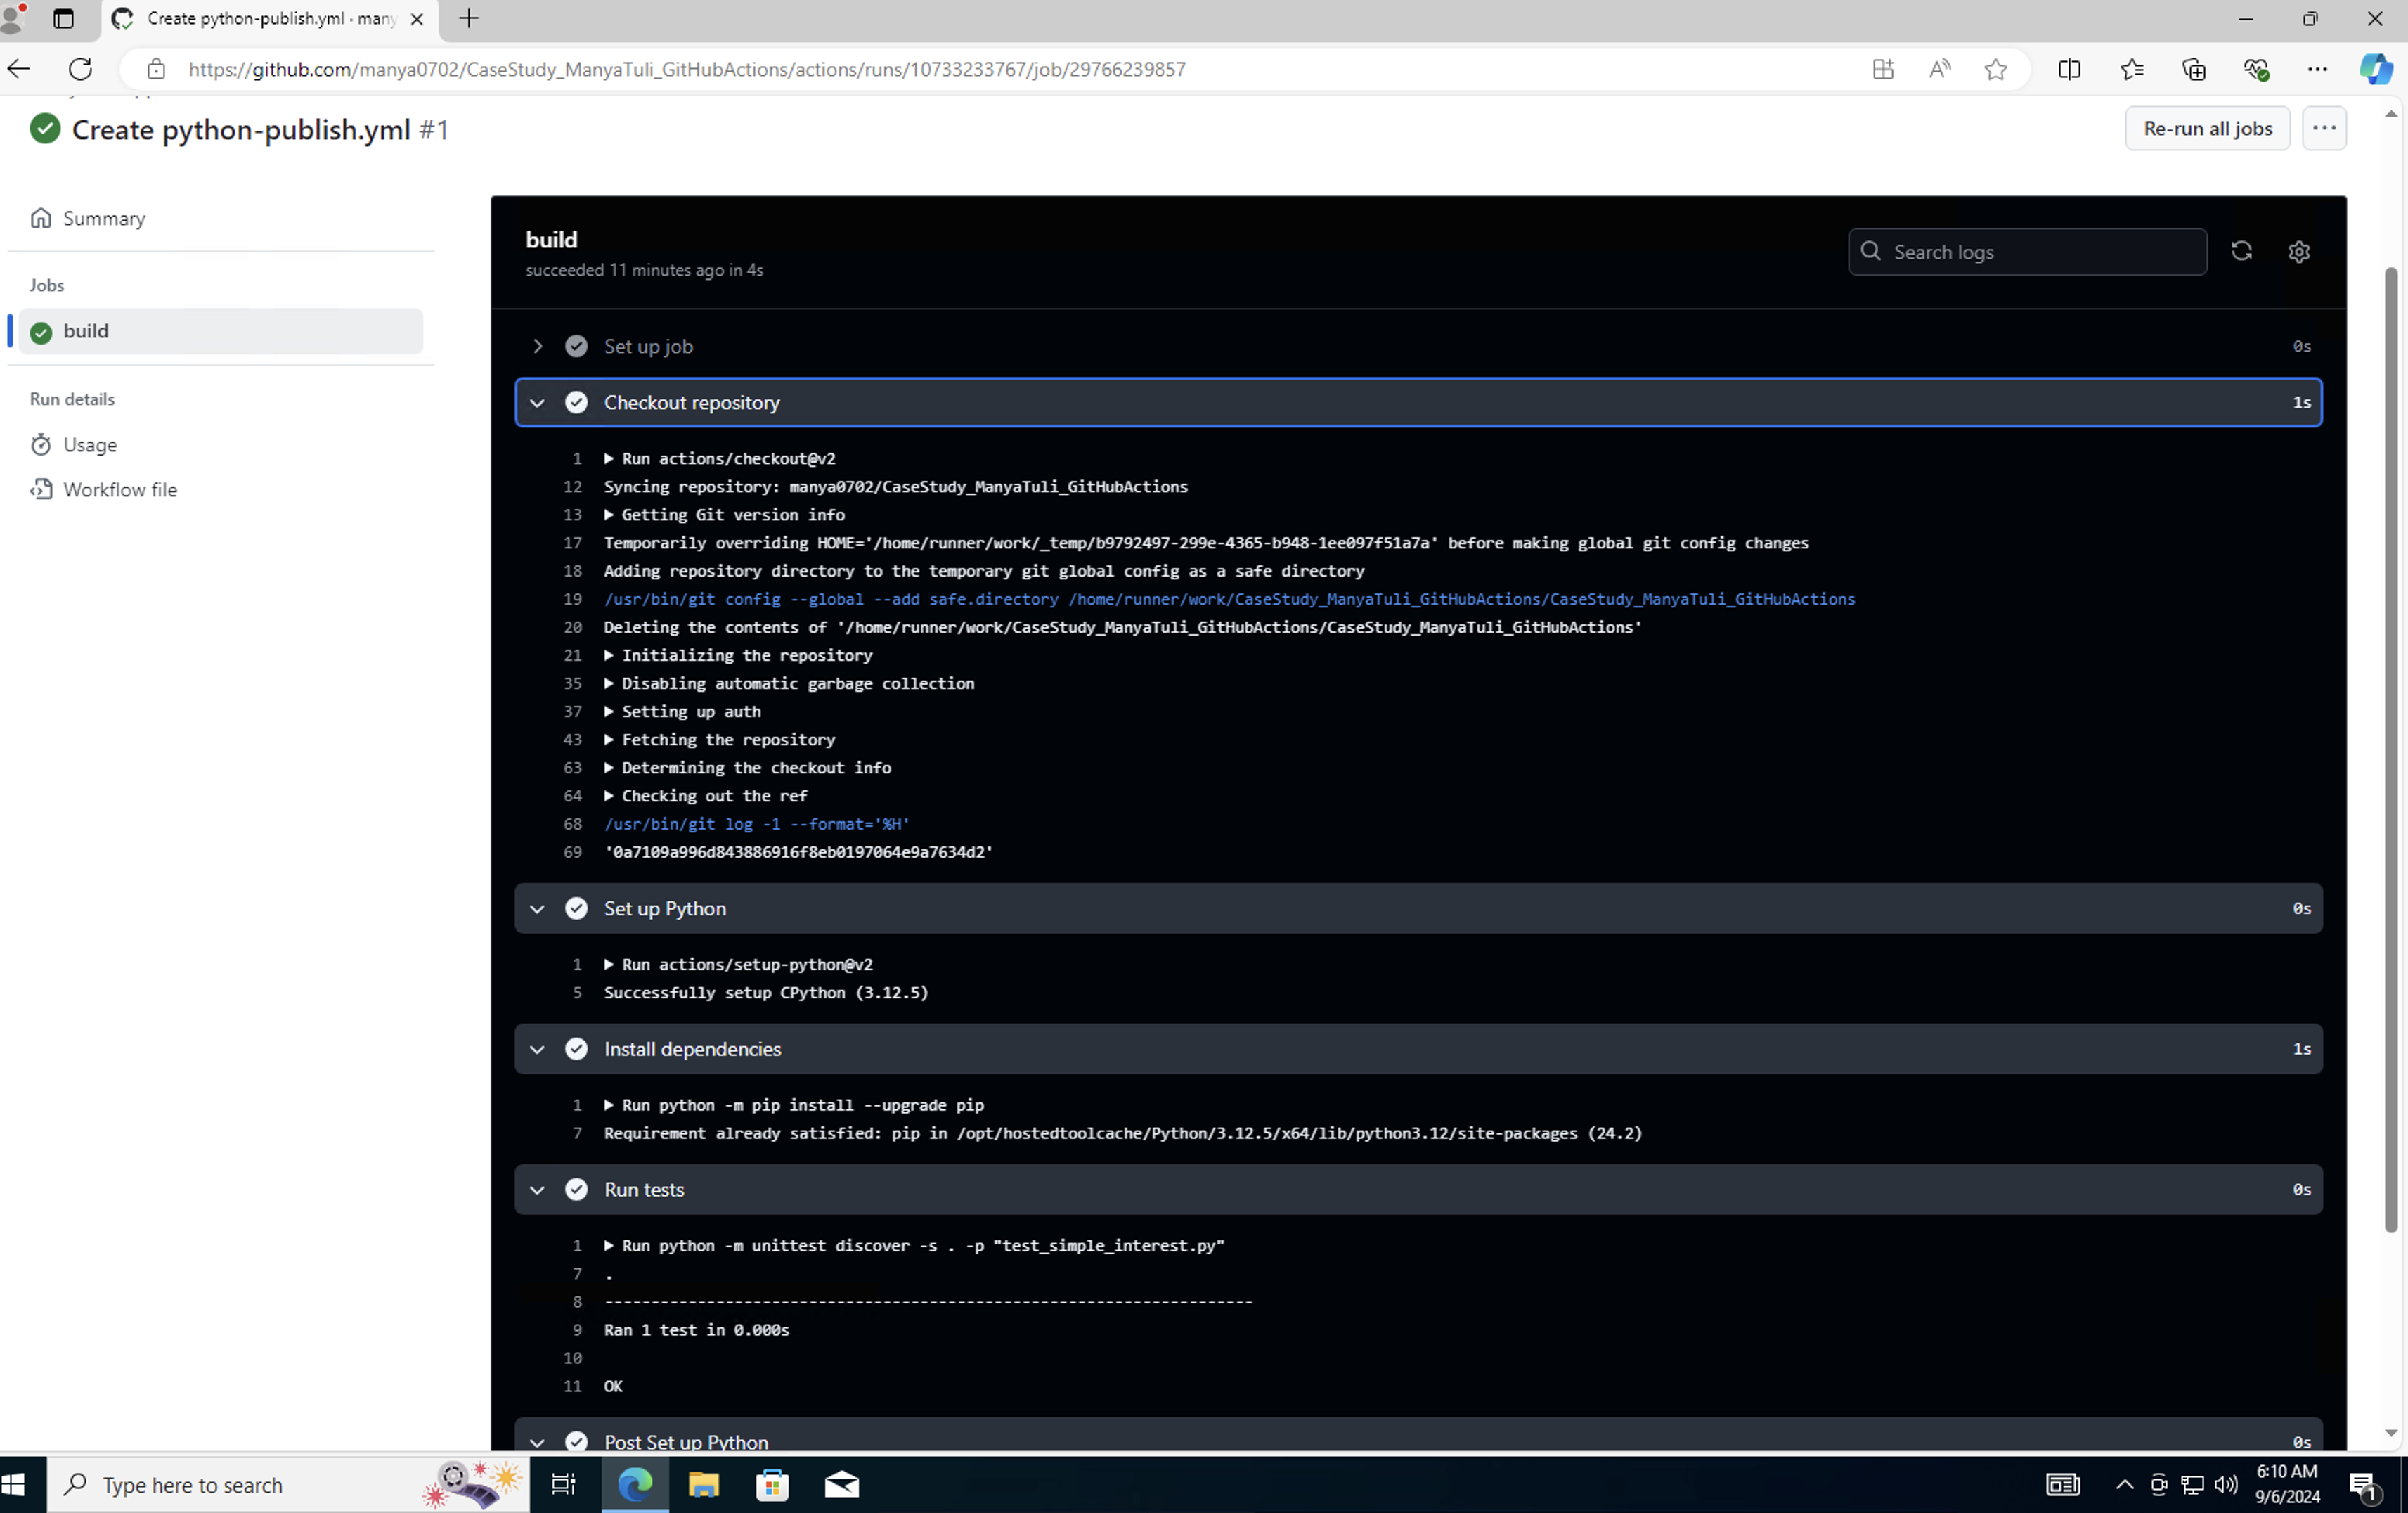 Create python-publish.yml · many
https://github.com/manya0702/CaseStudy_ManyaTuli_GitHubActions/actions/runs/10733233767/job/29766239857
Create python-publish.yml #1
Re-run all jobs
Summary
Jobs
build
Run details
Usage
Workflow file
build
succeeded 11 minutes ago in 4s
Search logs
Set up job 0s
Checkout repository 1s
1 Run actions/checkout@v2
12 Syncing repository: manya0702/CaseStudy_ManyaTuli_GitHubActions
13 Getting Git version info
17 Temporarily overriding HOME='/home/runner/work/_temp/b9792497-299e-4365-b948-1ee097f51a7a' before making global git config changes
18 Adding repository directory to the temporary git global config as a safe directory
19 /usr/bin/git config --global --add safe.directory /home/runner/work/CaseStudy_ManyaTuli_GitHubActions/CaseStudy_ManyaTuli_GitHubActions
20 Deleting the contents of '/home/runner/work/CaseStudy_ManyaTuli_GitHubActions/CaseStudy_ManyaTuli_GitHubActions'
21 Initializing the repository
35 Disabling automatic garbage collection
37 Setting up auth
43 Fetching the repository
63 Determining the checkout info
64 Checking out the ref
68 /usr/bin/git log -1 --format='%H'
69 '0a7109a996d843886916f8eb0197064e9a7634d2'
Set up Python 0s
1 Run actions/setup-python@v2
5 Successfully setup CPython (3.12.5)
Install dependencies 1s
1 Run python -m pip install --upgrade pip
7 Requirement already satisfied: pip in /opt/hostedtoolcache/Python/3.12.5/x64/lib/python3.12/site-packages (24.2)
Run tests 0s
1 Run python -m unittest discover -s . -p "test_simple_interest.py"
7 .
8 ----------------------------------------------------------------------
9 Ran 1 test in 0.000s
10
11 OK
Post Set up Python 0s
Type here to search
6:10 AM
9/6/2024
1